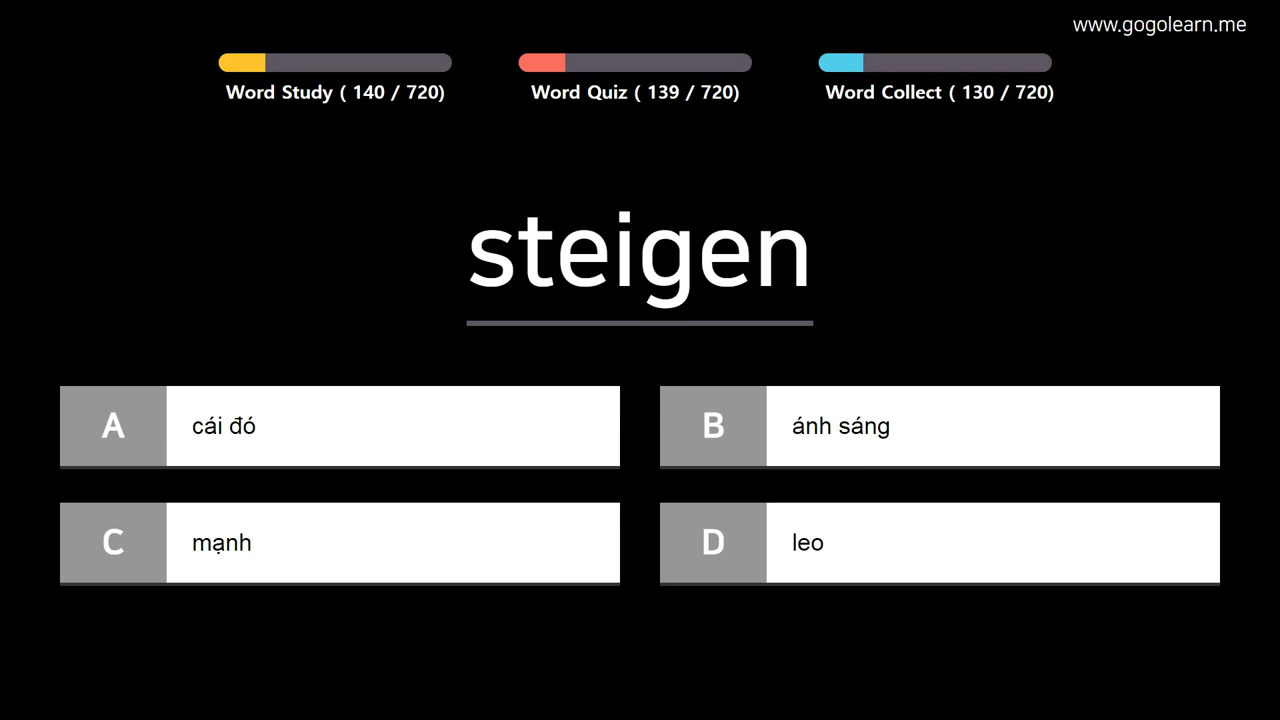 www.gogolearn.me
Word Study ( 140 / 720)
Word Quiz ( 139 / 720)
Word Collect ( 130 / 720)
steigen
A
cái đó
B
ánh sáng
C
mạnh
D
leo